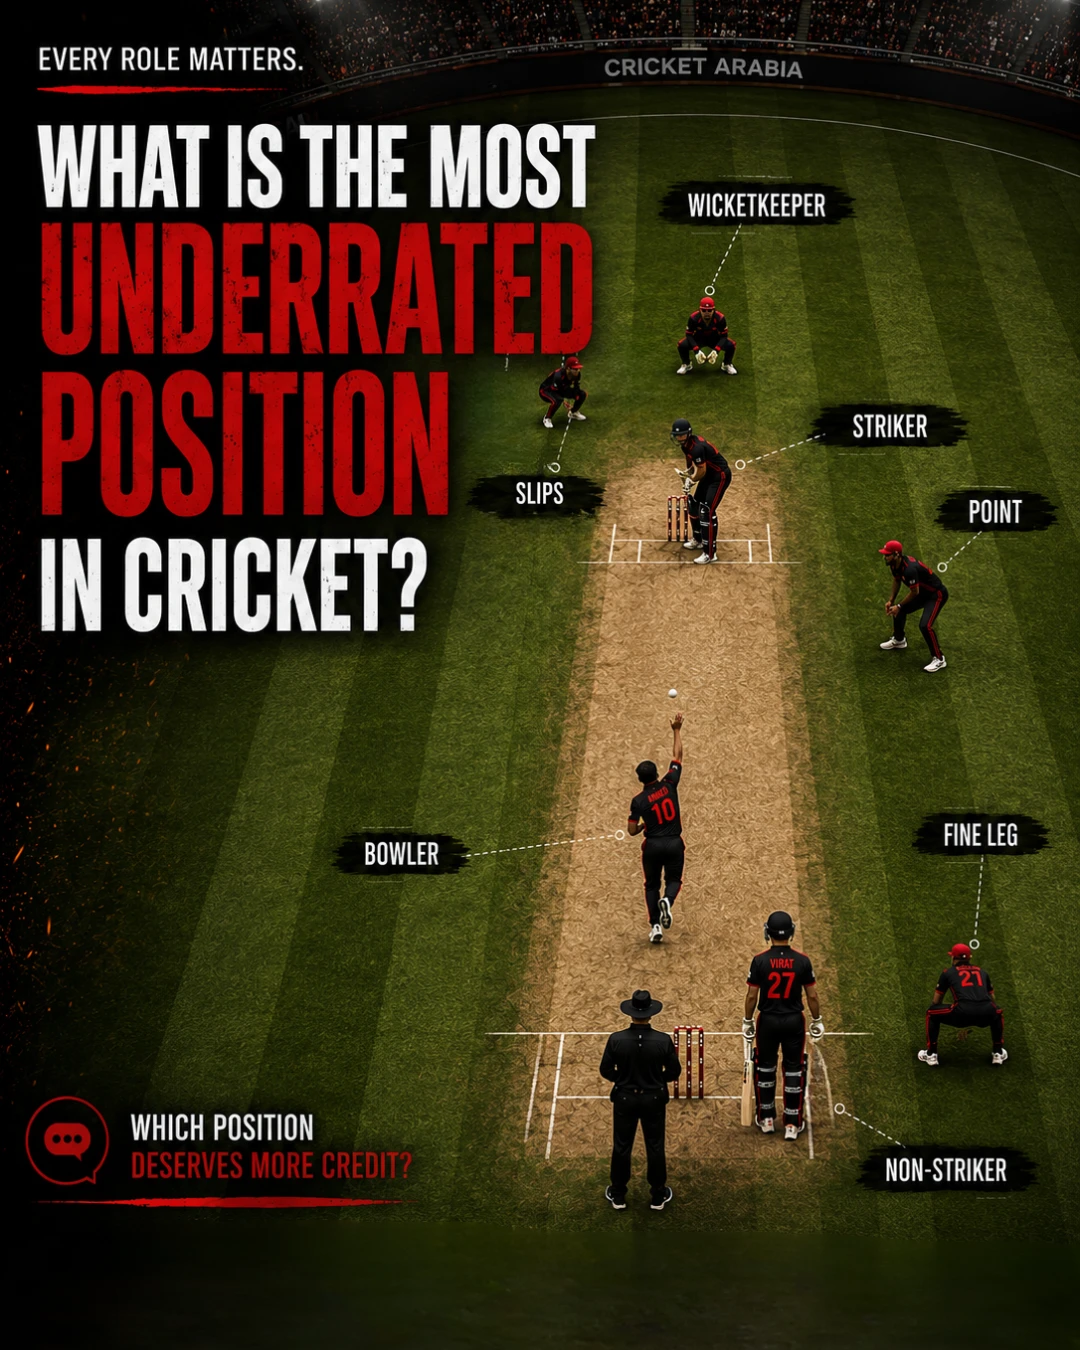 EVERY ROLE MATTERS.
CRICKET ARABIA
WHAT IS THE MOST
UNDERRATED
POSITION
IN CRICKET?
WICKETKEEPER
STRIKER
SLIPS
POINT
10
BOWLER
FINE LEG
VIRAT
27
21
WHICH POSITION
DESERVES MORE CREDIT?
NON-STRIKER